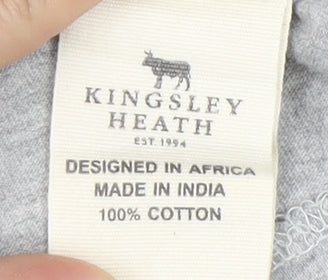 KINGSLEY
HEATH
EST. 1994
DESIGNED IN AFRICA
MADE IN INDIA
100% COTTON